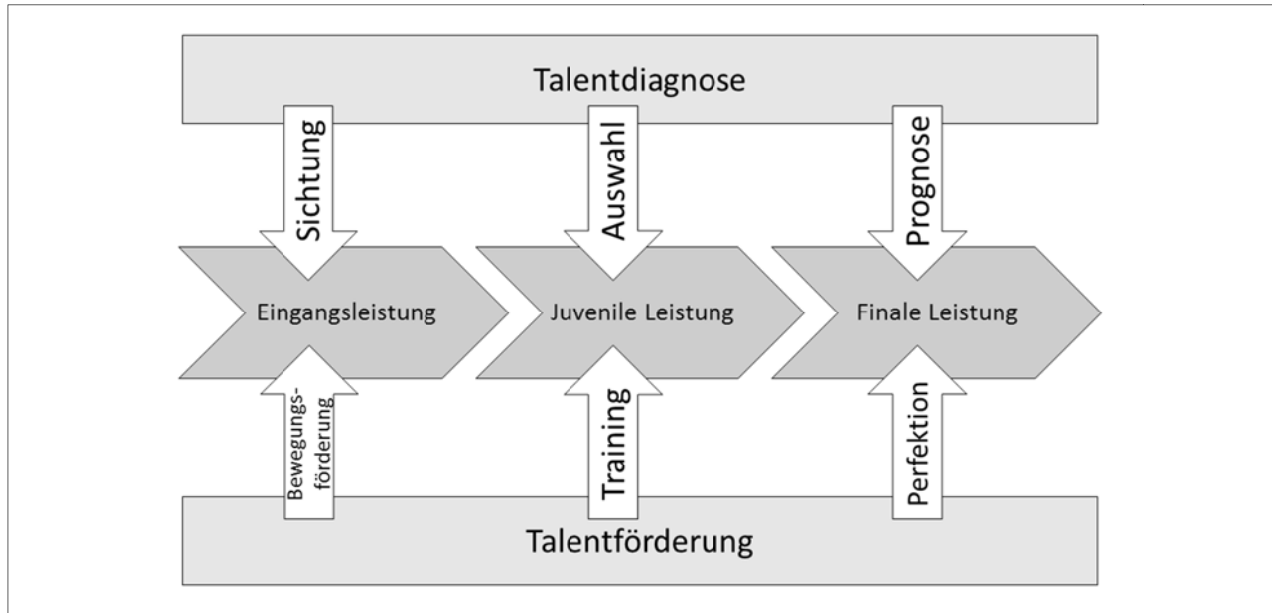 Talentdiagnose
Sichtung
Auswahl
Prognose
Eingangsleistung
Juvenile Leistung
Finale Leistung
Bewegungs-
förderung
Training
Perfektion
Talentförderung